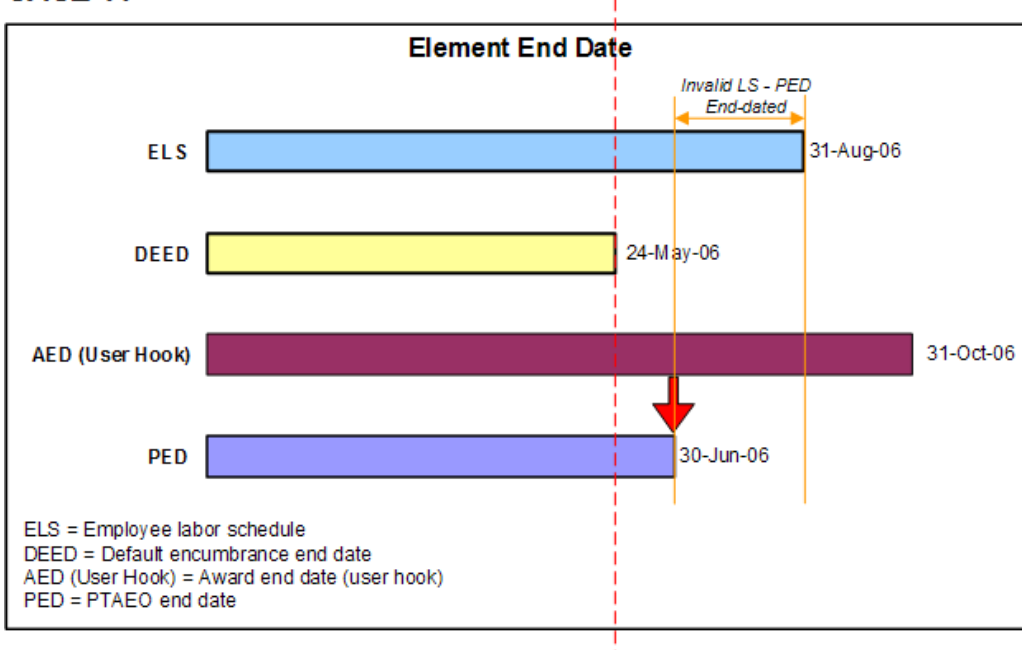 Element End Date
Invalid LS - PED
End-dated
ELS
31-Aug-06
DEED
24-May-06
AED (User Hook)
31-Oct-06
PED
30-Jun-06
ELS = Employee labor schedule
DEED = Default encumbrance end date
AED (User Hook) = Award end date (user hook)
PED = PTAEO end date